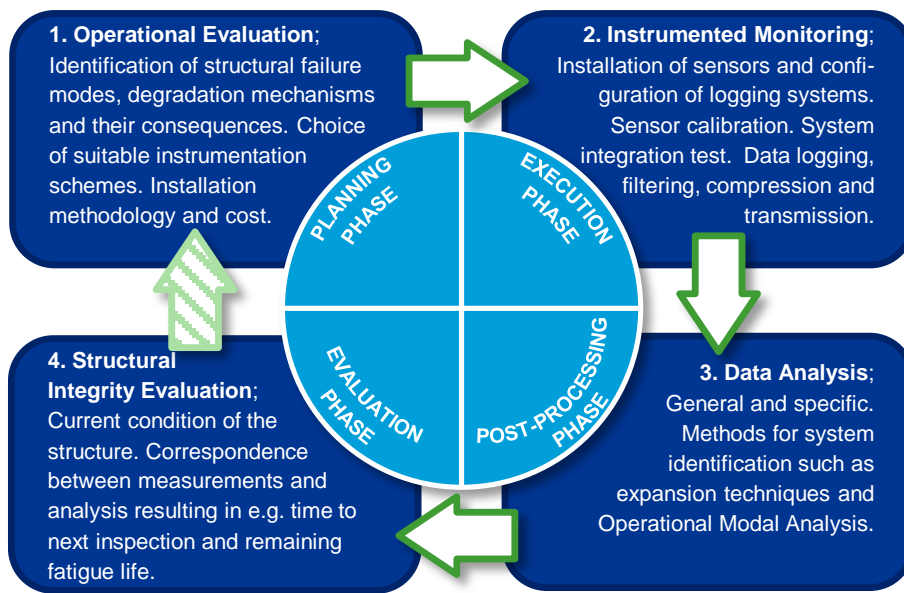 1. Operational Evaluation;
Identification of structural failure
modes, degradation mechanisms
and their consequences. Choice
of suitable instrumentation
schemes. Installation
methodology and cost.
2. Instrumented Monitoring;
Installation of sensors and confi-
guration of logging systems.
Sensor calibration. System
integration test.  Data logging,
filtering, compression and
transmission.
PLANNING
PHASE
EXECUTION
PHASE
EVALUATION
PHASE
POST-PROCESSING
PHASE
3. Data Analysis;
General and specific.
Methods for system
identification such as
expansion techniques and
Operational Modal Analysis.
4. Structural
Integrity Evaluation;
Current condition of the
structure. Correspondence
between measurements and
analysis resulting in e.g. time to
next inspection and remaining
fatigue life.